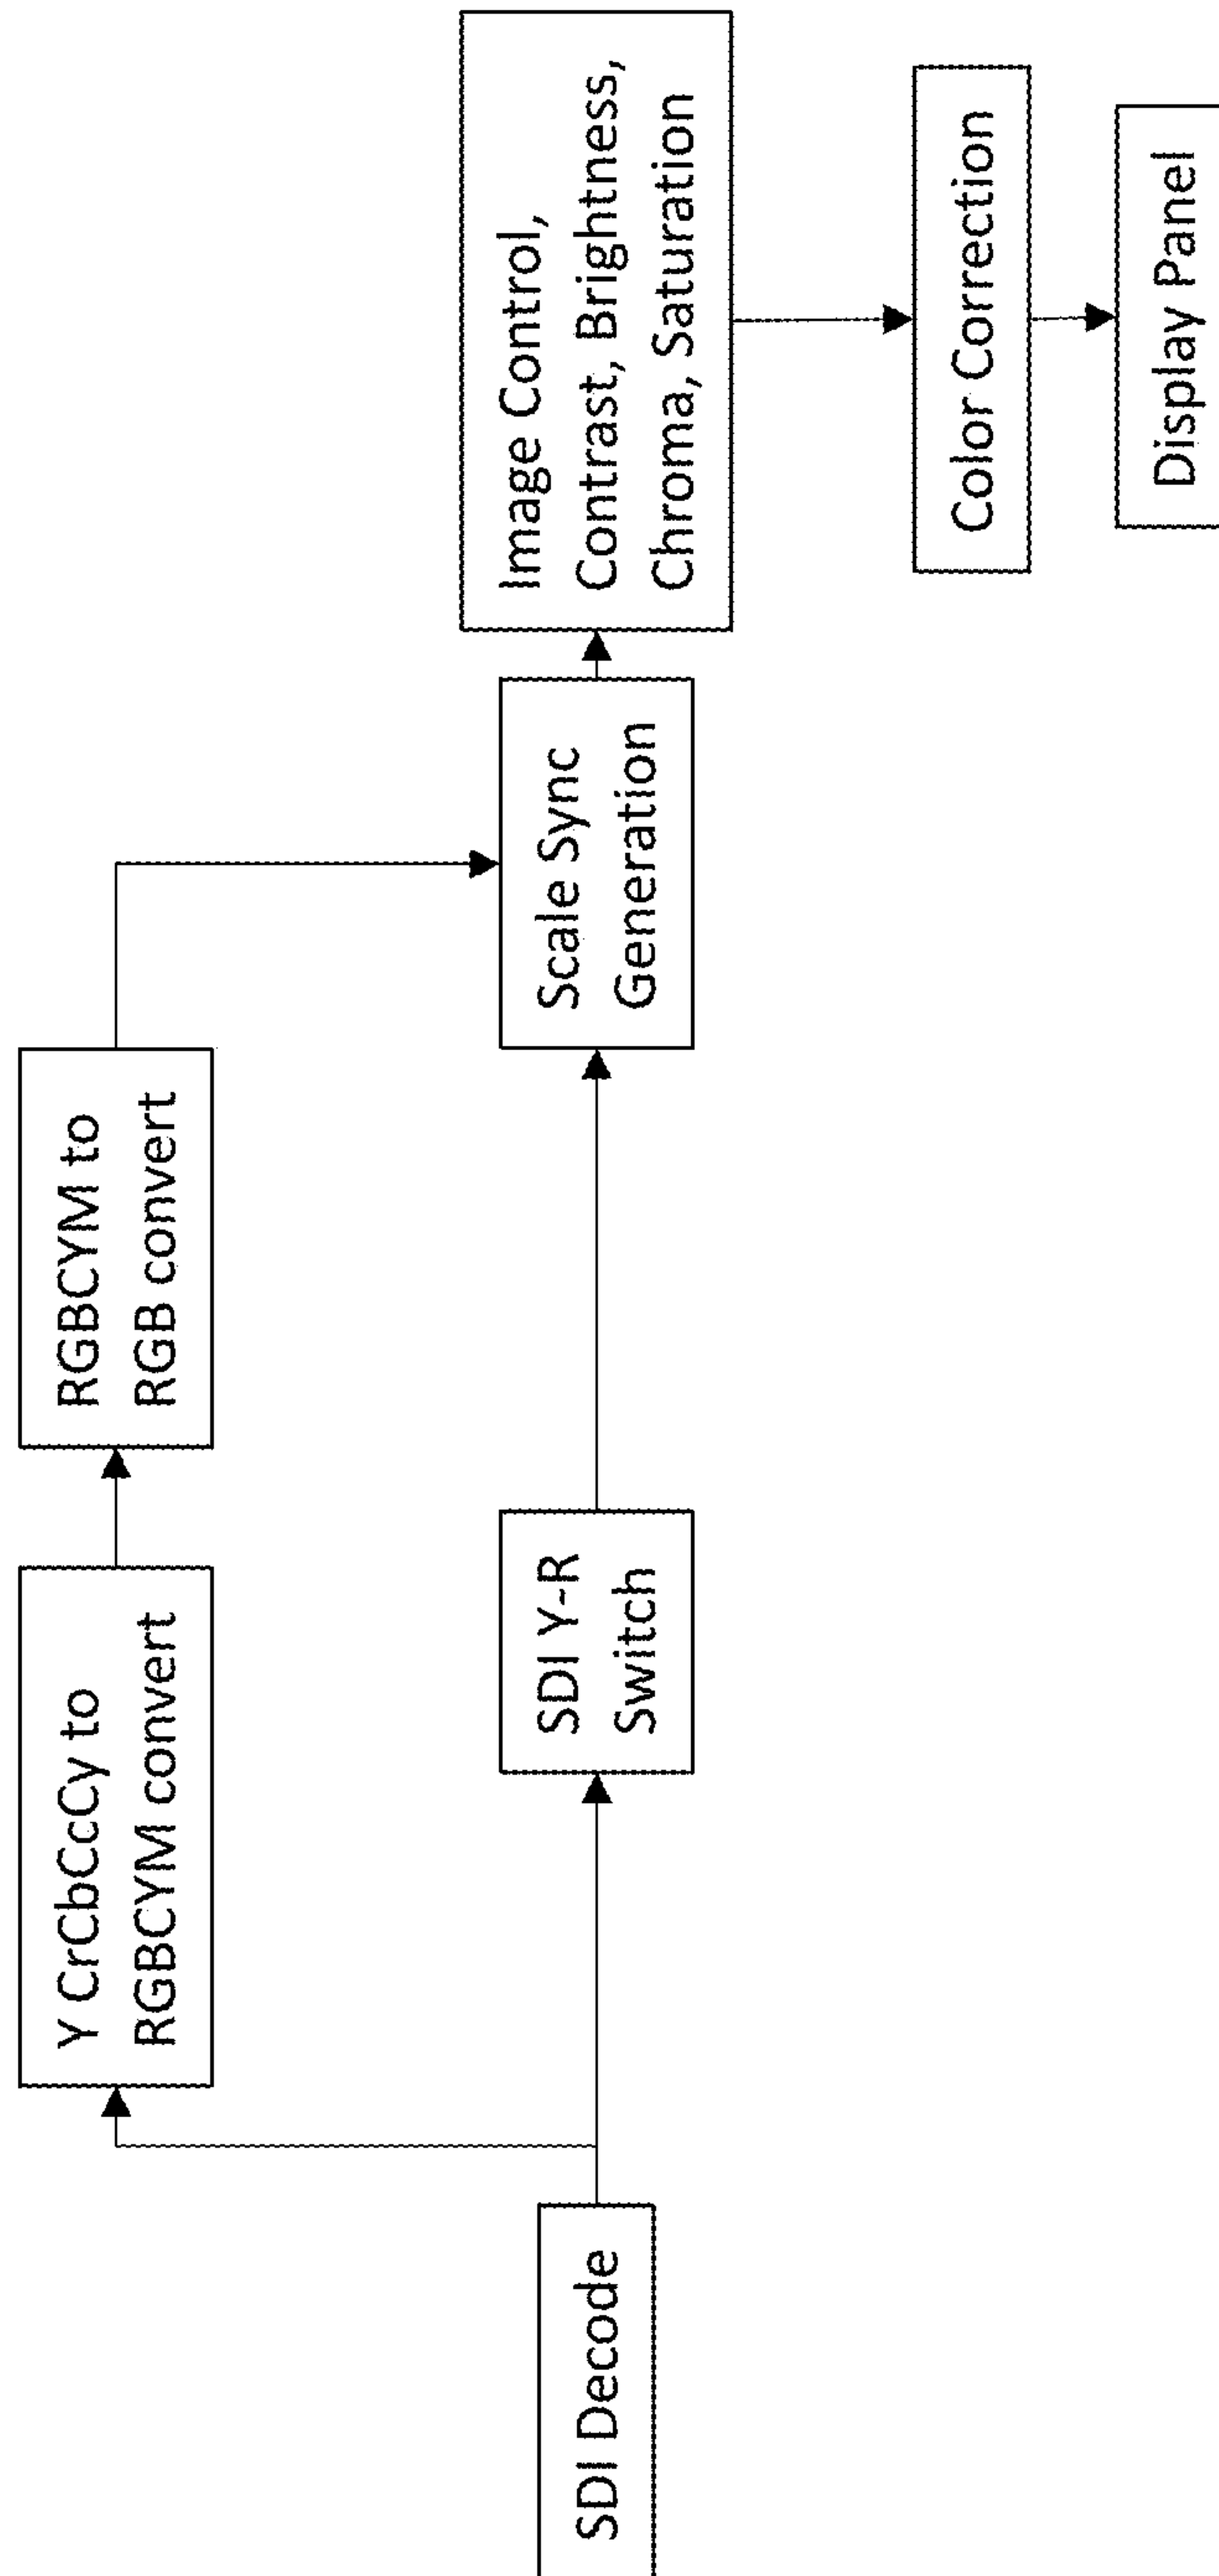 SDI Decode
Y CrCbCcCy to
RGBCYM convert
RGBCYM to
RGB convert
SDI Y-R
Switch
Scale Sync
Generation
Image Control,
Contrast, Brightness,
Chroma, Saturation
Color Correction
Display Panel